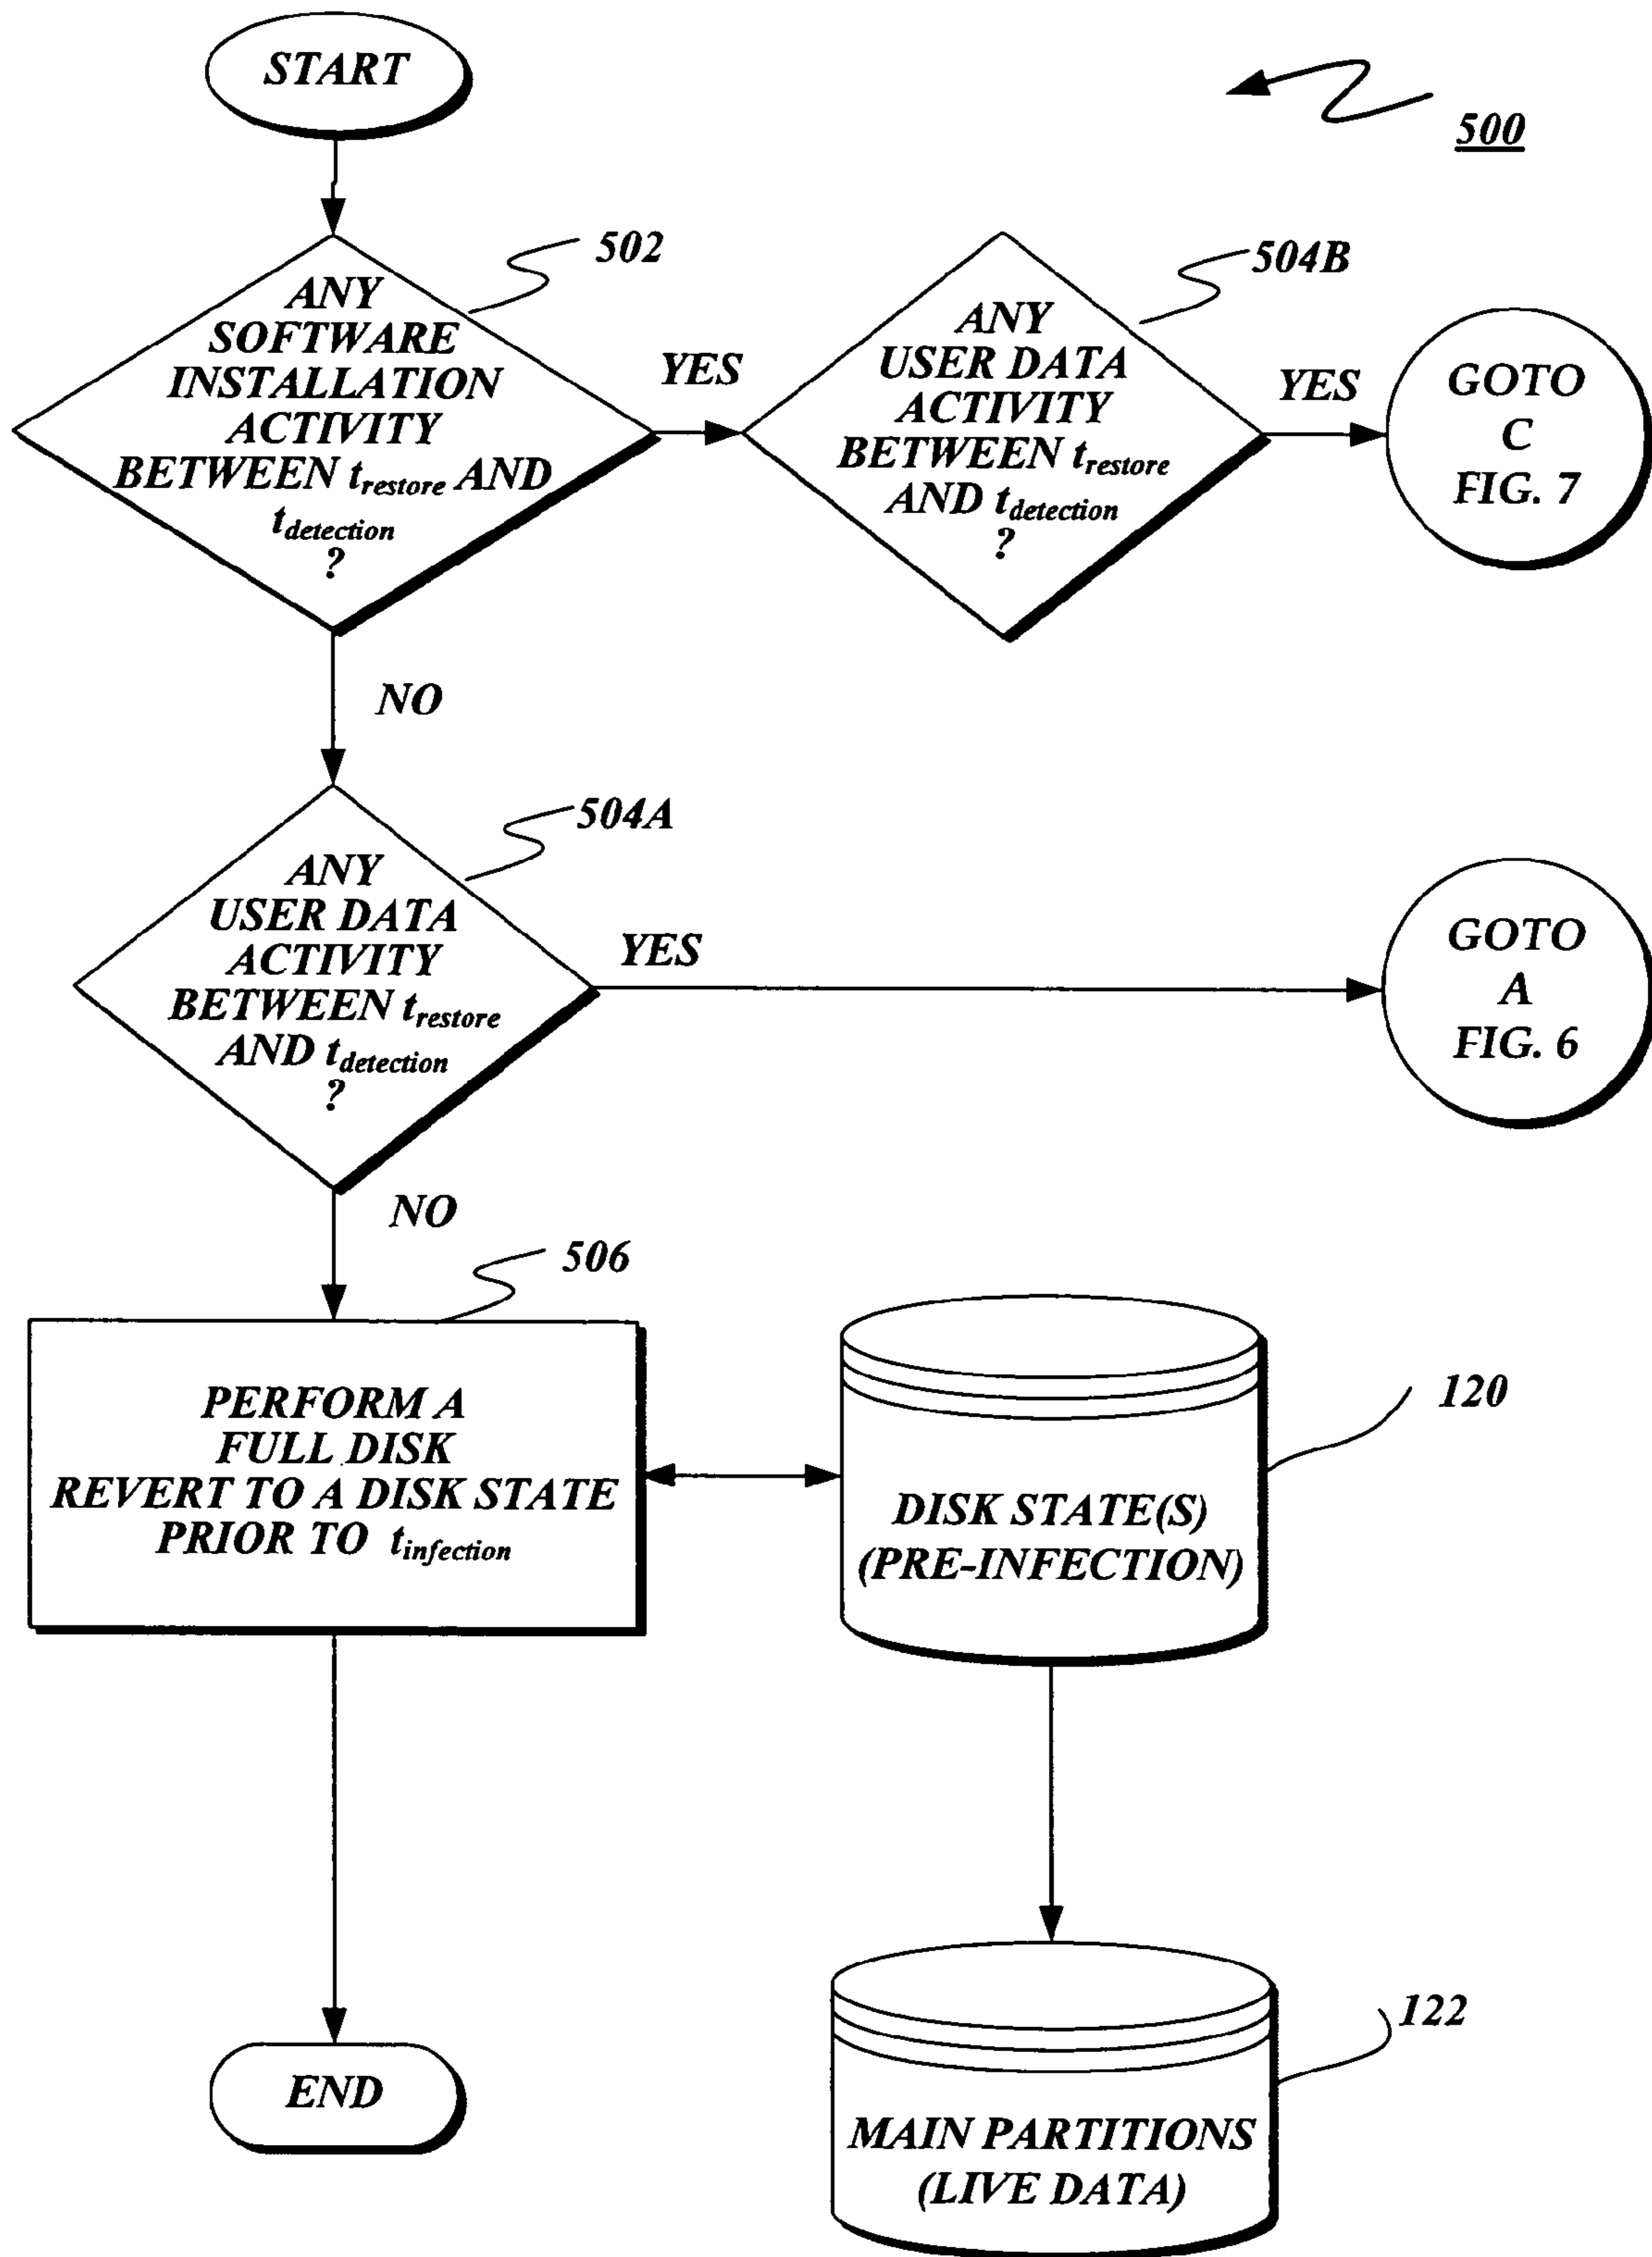 START
500
502
ANY
SOFTWARE
INSTALLATION
ACTIVITY
BETWEEN t_restore AND
t_detection
?
YES
504B
ANY
USER DATA
ACTIVITY
BETWEEN t_restore
AND t_detection
?
YES
GOTO
C
FIG. 7
NO
504A
ANY
USER DATA
ACTIVITY
BETWEEN t_restore
AND t_detection
?
YES
GOTO
A
FIG. 6
NO
506
PERFORM A
FULL DISK
REVERT TO A DISK STATE
PRIOR TO t_infection
120
DISK STATE(S)
(PRE-INFECTION)
END
122
MAIN PARTITIONS
(LIVE DATA)